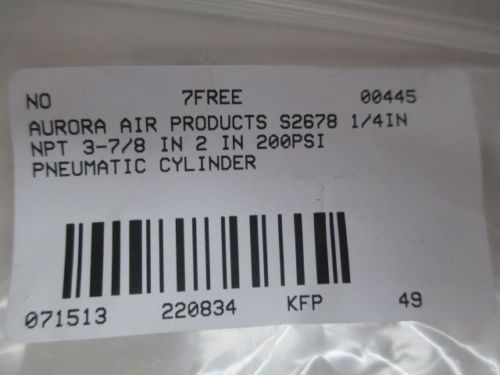 NO 7FREE 00445
AURORA AIR PRODUCTS S2678 1/4IN
NPT 3-7/8 IN 2 IN 200PSI
PNEUMATIC CYLINDER
071513 220834 KFP 49